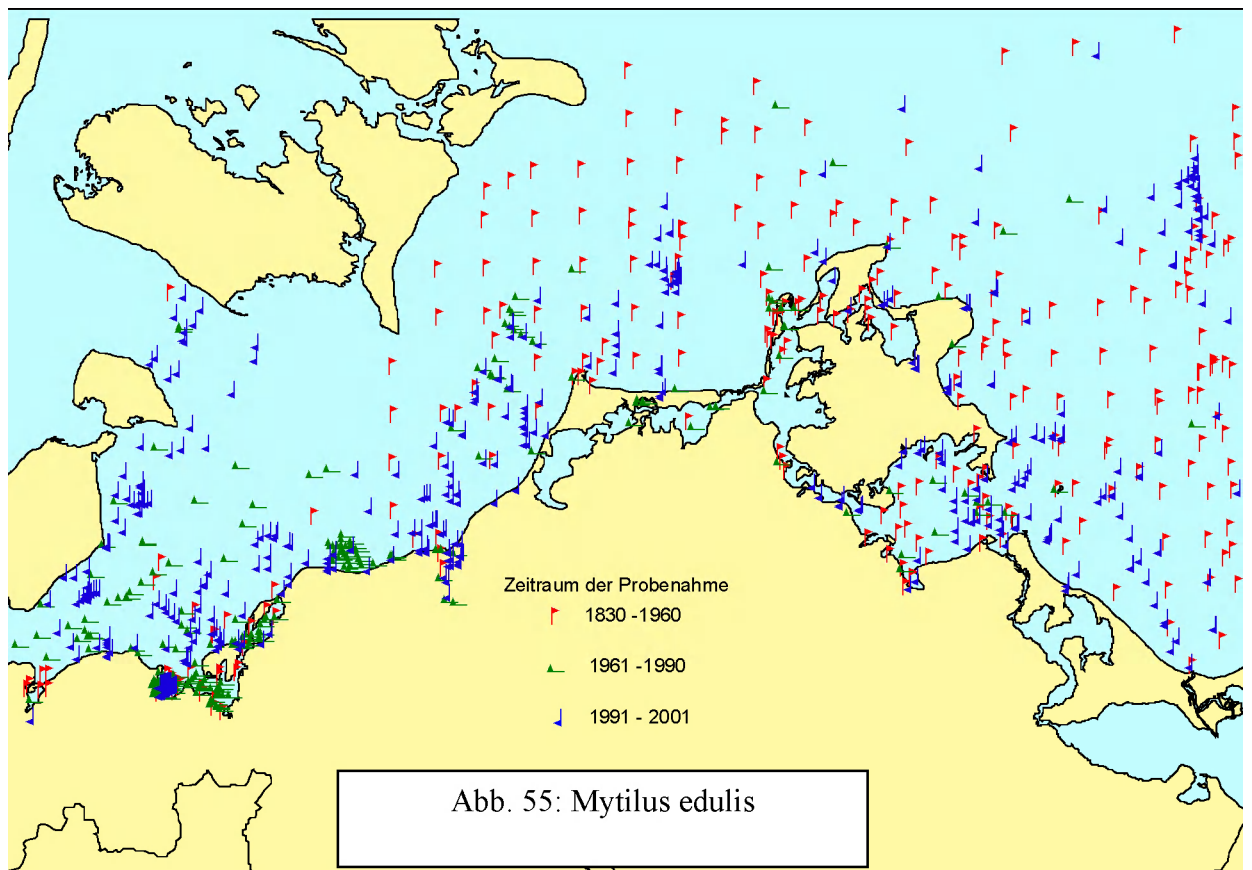 Zeitraum der Probenahme
1830 -1960
1961 -1990
1991 - 2001
Abb. 55: Mytilus edulis